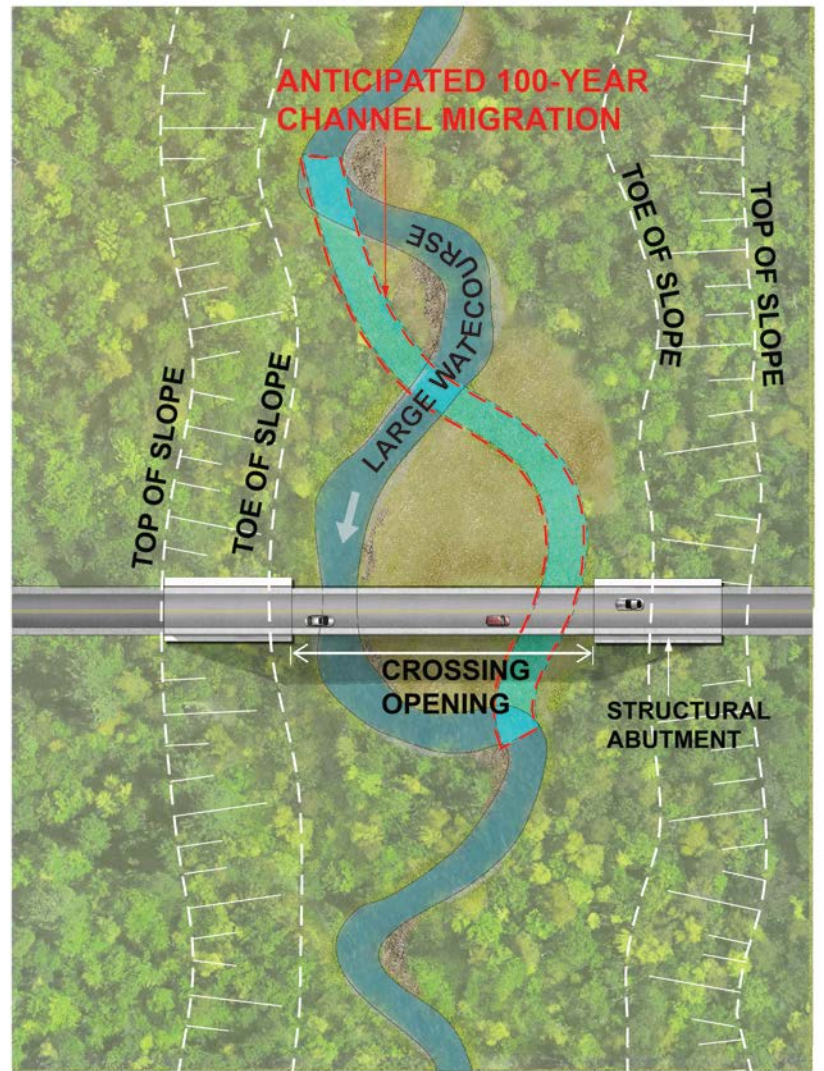 ANTICIPATED 100-YEAR
CHANNEL MIGRATION
LARGE WATECOURSE
TOE OF SLOPE
TOP OF SLOPE
TOP OF SLOPE
TOE OF SLOPE
CROSSING
OPENING
STRUCTURAL
ABUTMENT